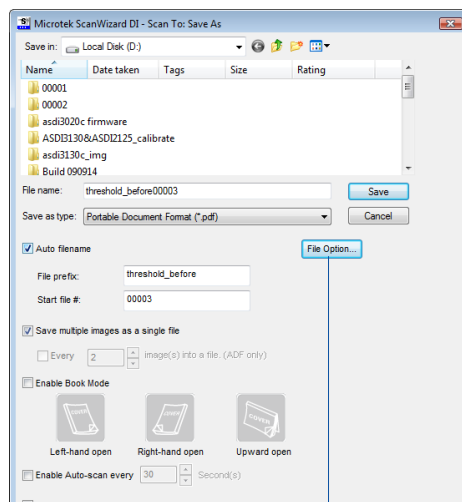 Microtek ScanWizard DI - Scan To: Save As
Save in: Local Disk (D:)
Name Date taken Tags Size Rating
00001
00002
asdi3020c firmware
ASDI3130&ASDI2125_calibrate
asdi3130c_img
Build 090914
File name: threshold_before00003 Save
Save as type: Portable Document Format (*.pdf) Cancel
Auto filename File Option...
File prefix: threshold_before
Start file #: 00003
Save multiple images as a single file
Every 2 image(s) into a file. (ADF only)
Enable Book Mode
COVER COVER COVER
Left-hand open Right-hand open Upward open
Enable Auto-scan every 30 Second(s)